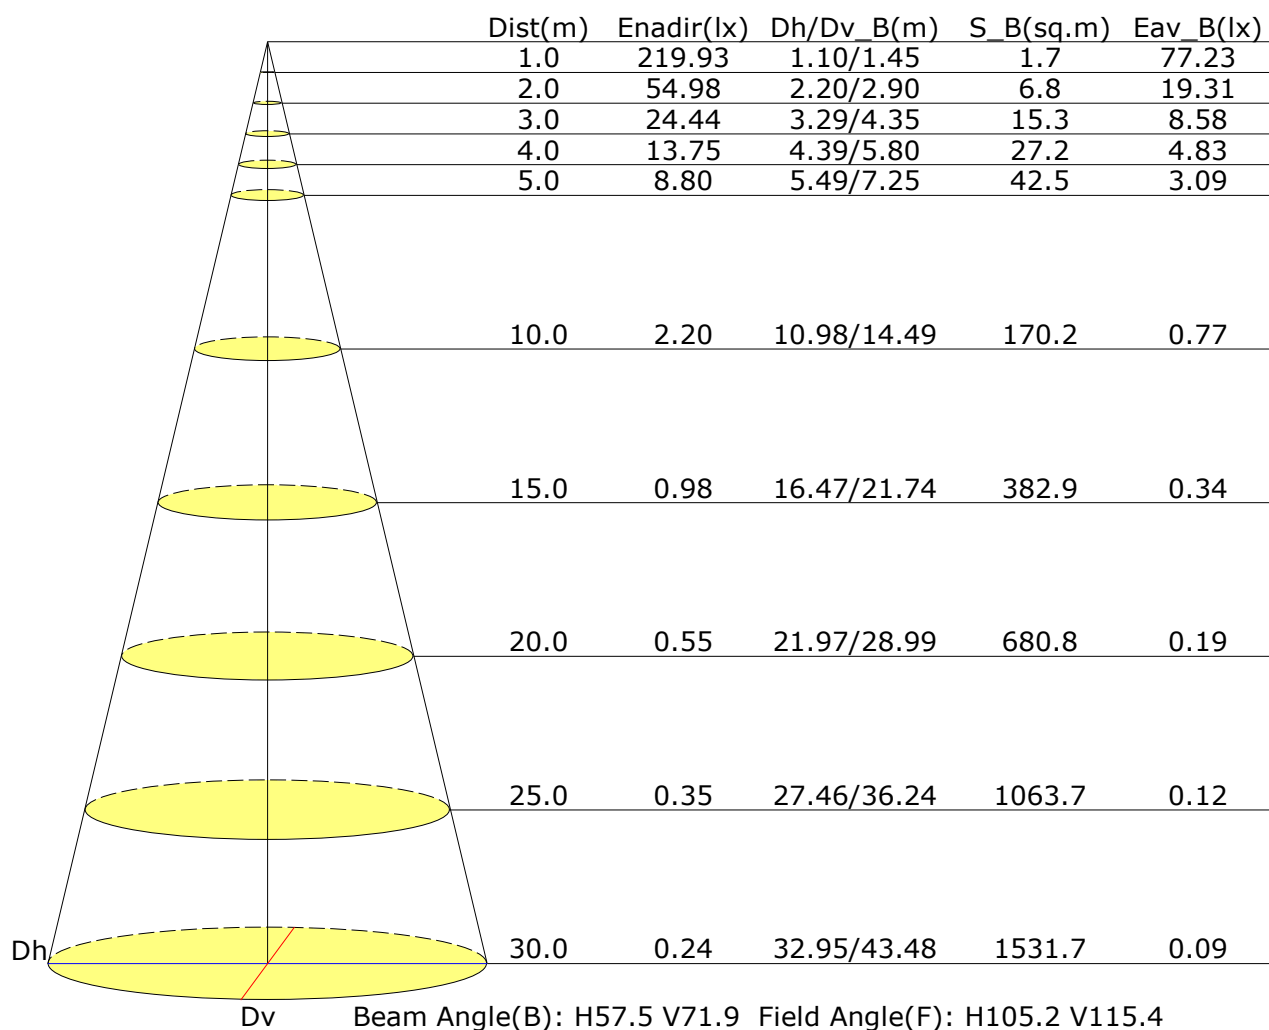 Dist(m) Enadir(lx) Dh/Dv_B(m) S_B(sq.m) Eav_B(lx)
1.0 219.93 1.10/1.45 1.7 77.23
2.0 54.98 2.20/2.90 6.8 19.31
3.0 24.44 3.29/4.35 15.3 8.58
4.0 13.75 4.39/5.80 27.2 4.83
5.0 8.80 5.49/7.25 42.5 3.09
10.0 2.20 10.98/14.49 170.2 0.77
15.0 0.98 16.47/21.74 382.9 0.34
20.0 0.55 21.97/28.99 680.8 0.19
25.0 0.35 27.46/36.24 1063.7 0.12
Dh 30.0 0.24 32.95/43.48 1531.7 0.09
Dv Beam Angle(B): H57.5 V71.9 Field Angle(F): H105.2 V115.4